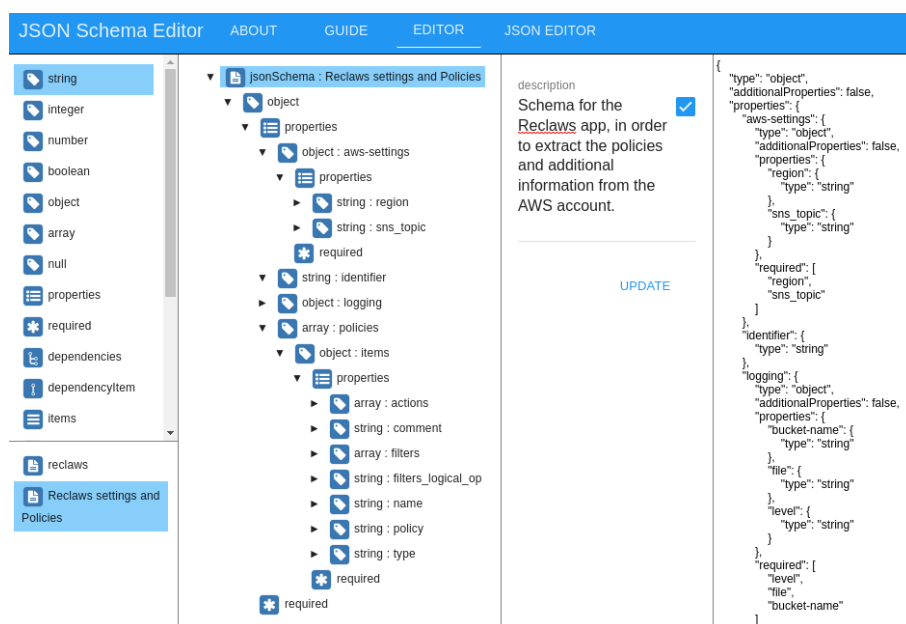 JSON Schema Editor
ABOUT
GUIDE
EDITOR
JSON EDITOR
string
integer
number
boolean
object
array
null
properties
required
dependencies
dependencyItem
items
reclaws
Reclaws settings and
Policies
jsonSchema : Reclaws settings and Policies
object
properties
object : aws-settings
properties
string : region
string : sns_topic
required
string : identifier
object : logging
array : policies
object : items
properties
array : actions
string : comment
array : filters
string : filters_logical_op
string : name
string : policy
string : type
required
required
description
Schema for the
Reclaws app, in order
to extract the policies
and additional
information from the
AWS account.
UPDATE
{
"type": "object",
"additionalProperties": false,
"properties": {
"aws-settings": {
"type": "object",
"additionalProperties": false,
"properties": {
"region": {
"type": "string"
},
"sns_topic": {
"type": "string"
}
},
"required": [
"region",
"sns_topic"
]
},
"identifier": {
"type": "string"
},
"logging": {
"type": "object",
"additionalProperties": false,
"properties": {
"bucket-name": {
"type": "string"
},
"file": {
"type": "string"
},
"level": {
"type": "string"
}
},
"required": [
"level",
"file",
"bucket-name"
]